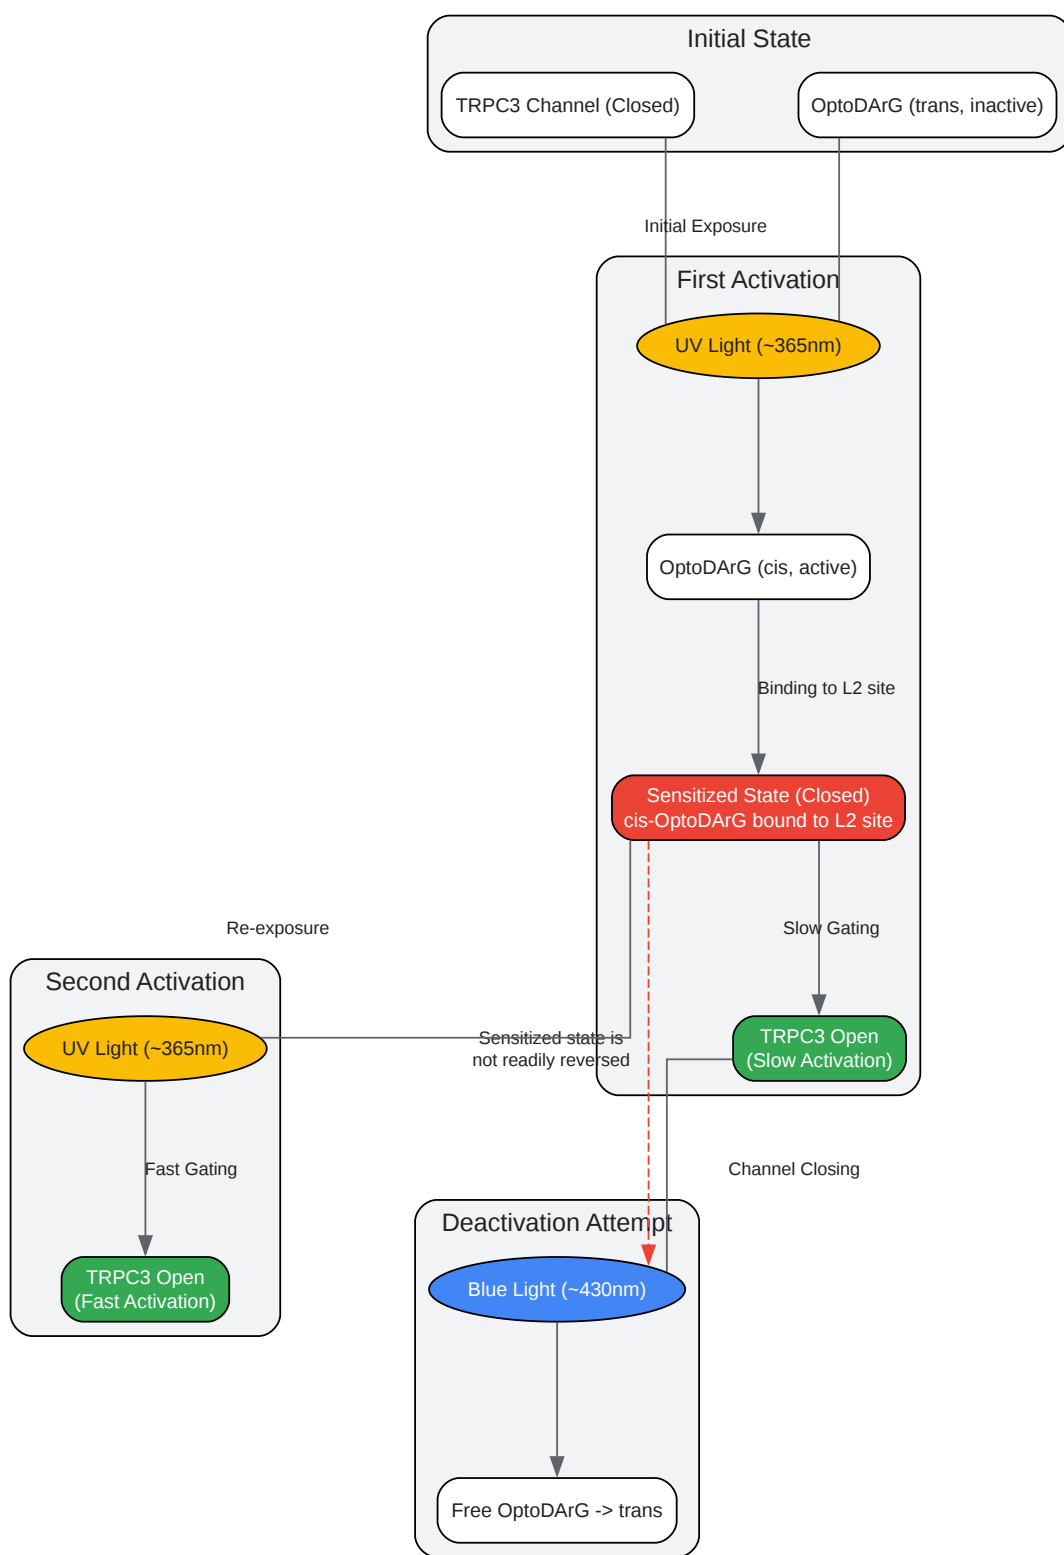 Initial State
TRPC3 Channel (Closed)
OptoDArG (trans, inactive)
Initial Exposure
First Activation
UV Light (~365nm)
OptoDArG (cis, active)
Binding to L2 site
Sensitized State (Closed)
cis-OptoDArG bound to L2 site
Re-exposure
Slow Gating
Second Activation
UV Light (~365nm)
Sensitized state is
not readily reversed
TRPC3 Open
(Slow Activation)
Fast Gating
Channel Closing
Deactivation Attempt
TRPC3 Open
(Fast Activation)
Blue Light (~430nm)
Free OptoDArG -> trans